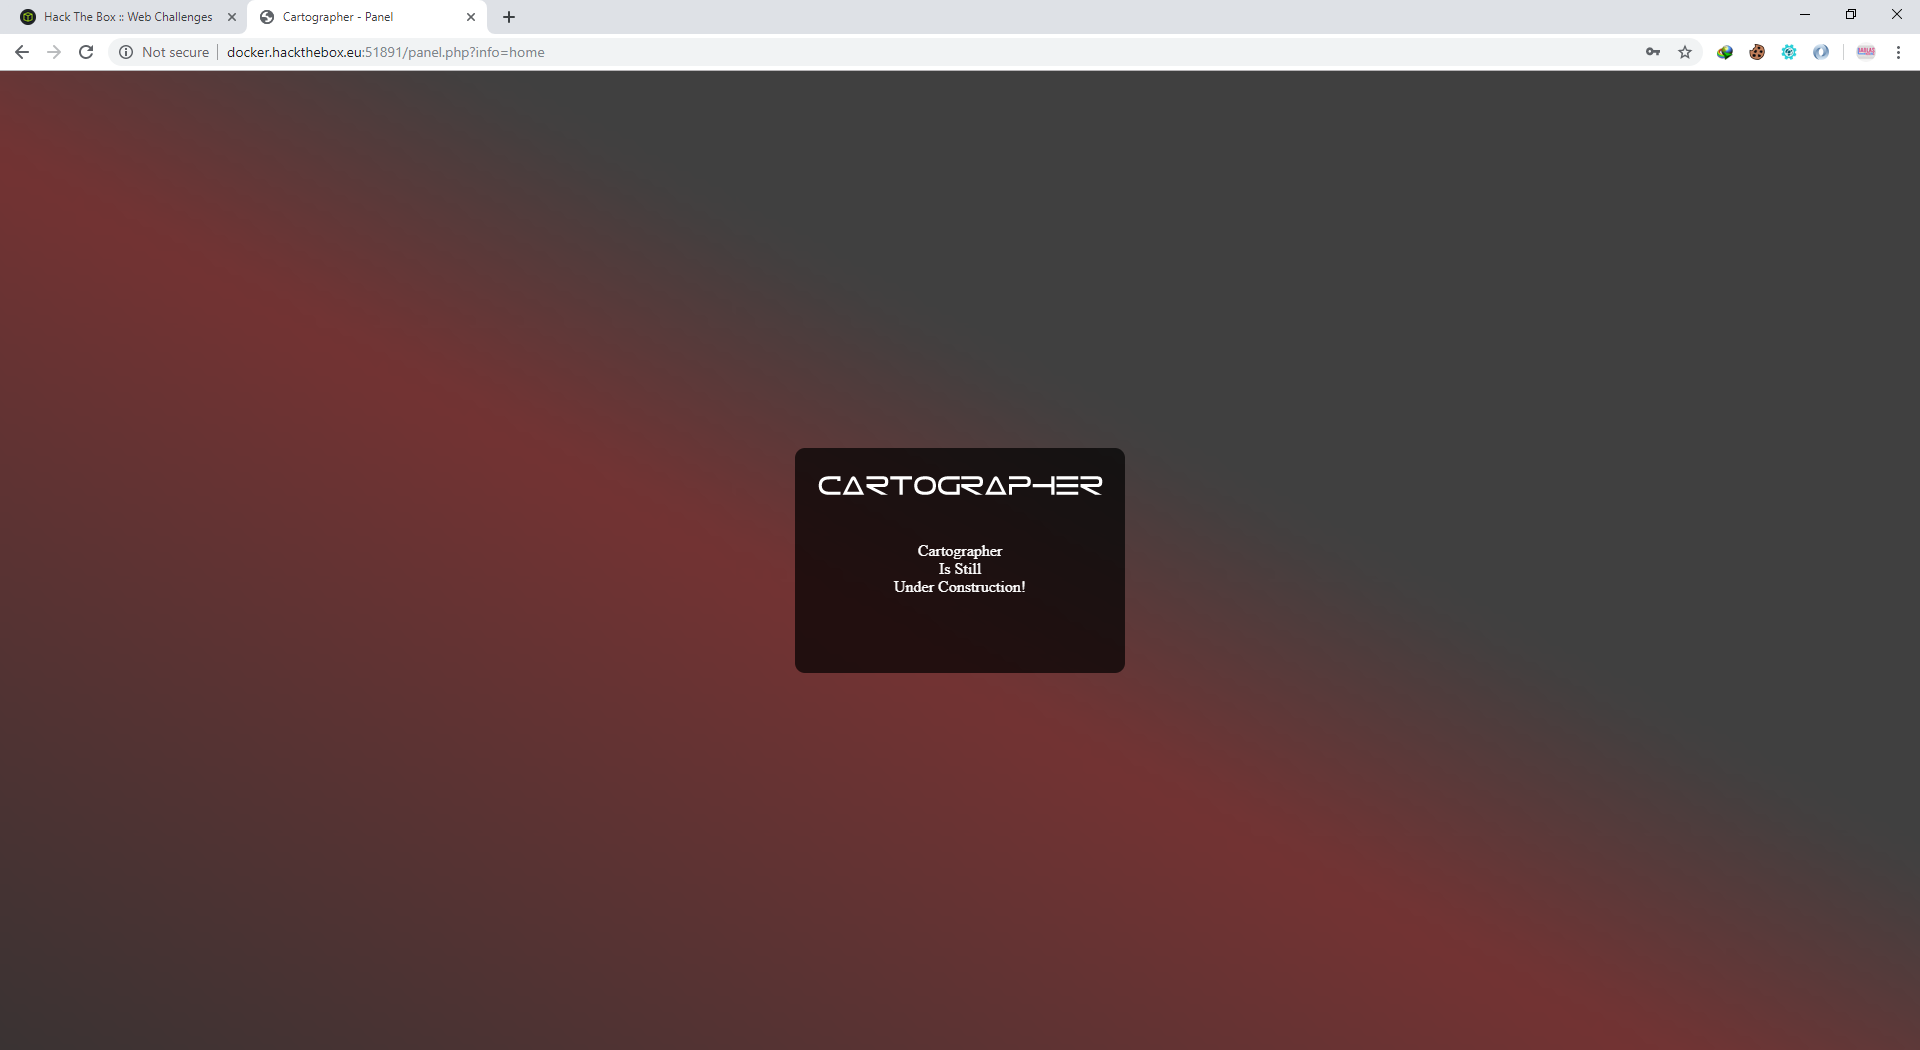 Hack The Box :: Web Challenges
Cartographer - Panel
Not secure
docker.hackthebox.eu:51891/panel.php?info=home
CARTOGRAPHER
Cartographer
Is Still
Under Construction!